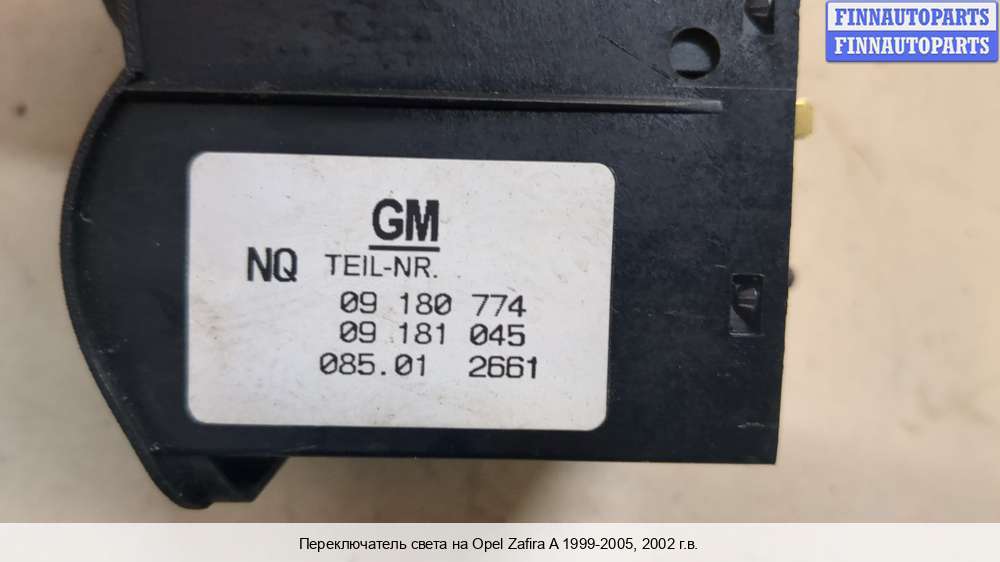 FINNAUTOPARTS
FINNAUTOPARTS
GM
NQ TEIL-NR.
09 180 774
09 181 045
085.01 2661
Переключатель света на Opel Zafira A 1999-2005, 2002 г.в.